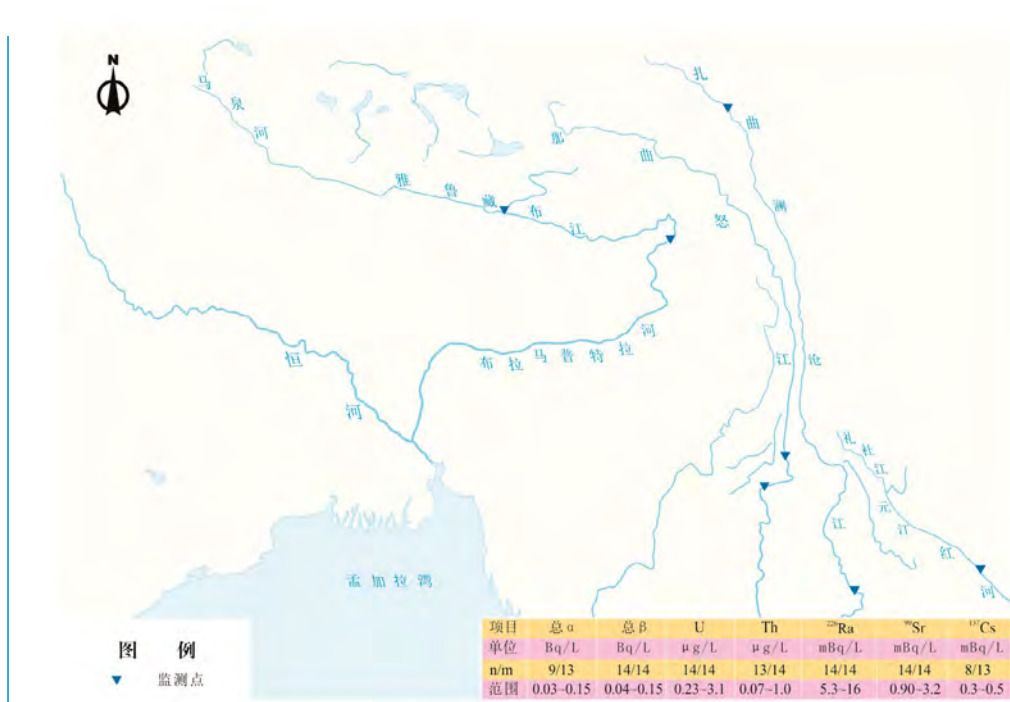 N
马泉河
雅鲁藏布江
那曲
怒江
扎曲
澜沧江
恒河
布拉马普特拉河
礼社江
元江
红河
孟加拉湾
图 例
监测点
项目 总α 总β U Th ²²⁶Ra ⁹⁰Sr ¹³⁷Cs
单位 Bq/L Bq/L μg/L μg/L mBq/L mBq/L mBq/L
n/m 9/13 14/14 14/14 13/14 14/14 14/14 8/13
范围 0.03~0.15 0.04~0.15 0.23~3.1 0.07~1.0 5.3~16 0.90~3.2 0.3~0.5